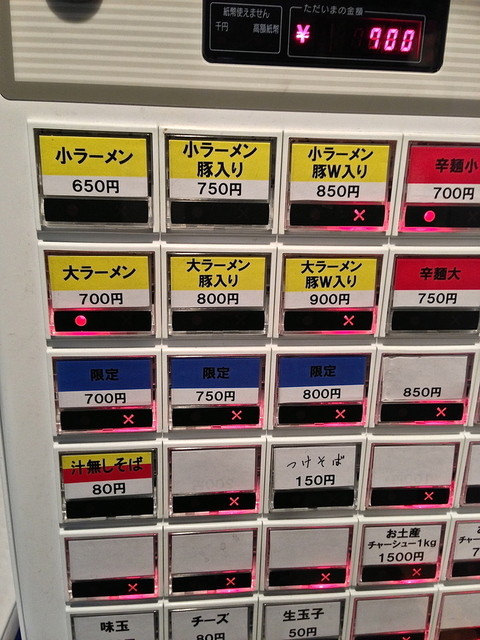 紙幣使えません
千円 高額紙幣
ただいまの金額
¥ 700
小ラーメン
650円
小ラーメン
豚入り
750円
小ラーメン
豚W入り
850円
辛麺小
700円
大ラーメン
700円
大ラーメン
豚入り
800円
大ラーメン
豚W入り
900円
辛麺大
750円
限定
700円
限定
750円
限定
800円
850円
汁無しそば
80円
つけそば
150円
お土産
チャーシュー1kg
1500円
味玉
チーズ
80円
生玉子
50円